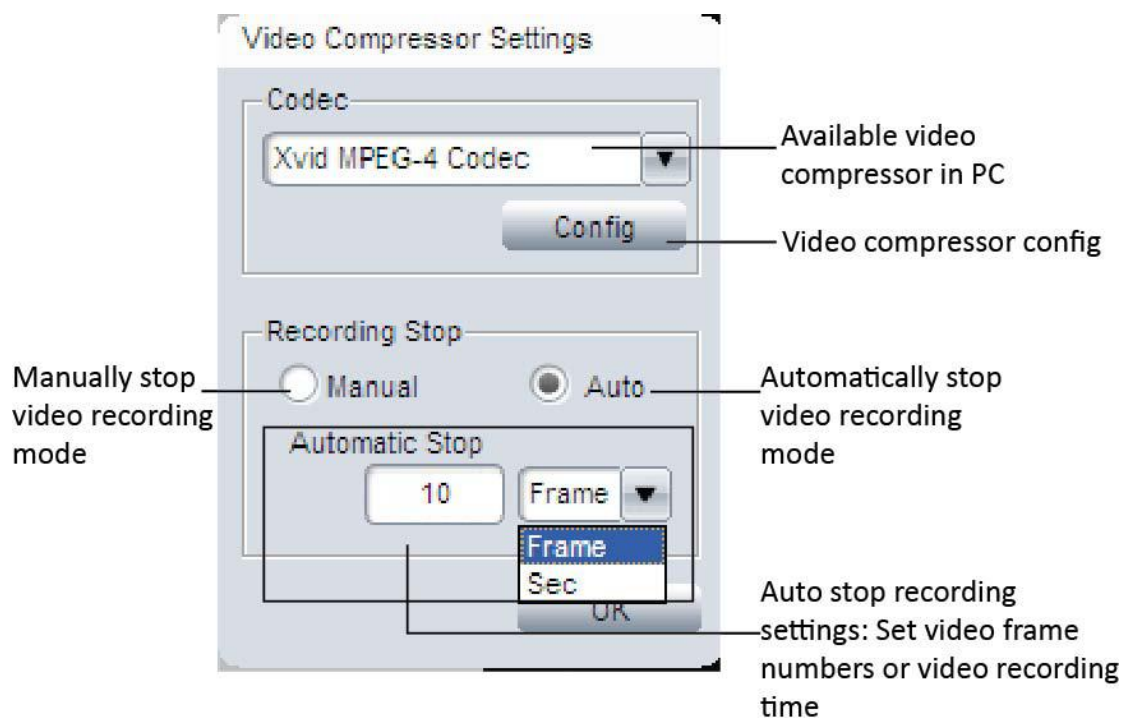 Video Compressor Settings
Codec
Xvid MPEG-4 Codec
Available video
compressor in PC
Config
Video compressor config
Recording Stop
Manual
Auto
Manually stop
video recording
mode
Automatically stop
video recording
mode
Automatic Stop
10
Frame
Frame
Sec
OK
Auto stop recording
settings: Set video frame
numbers or video recording
time